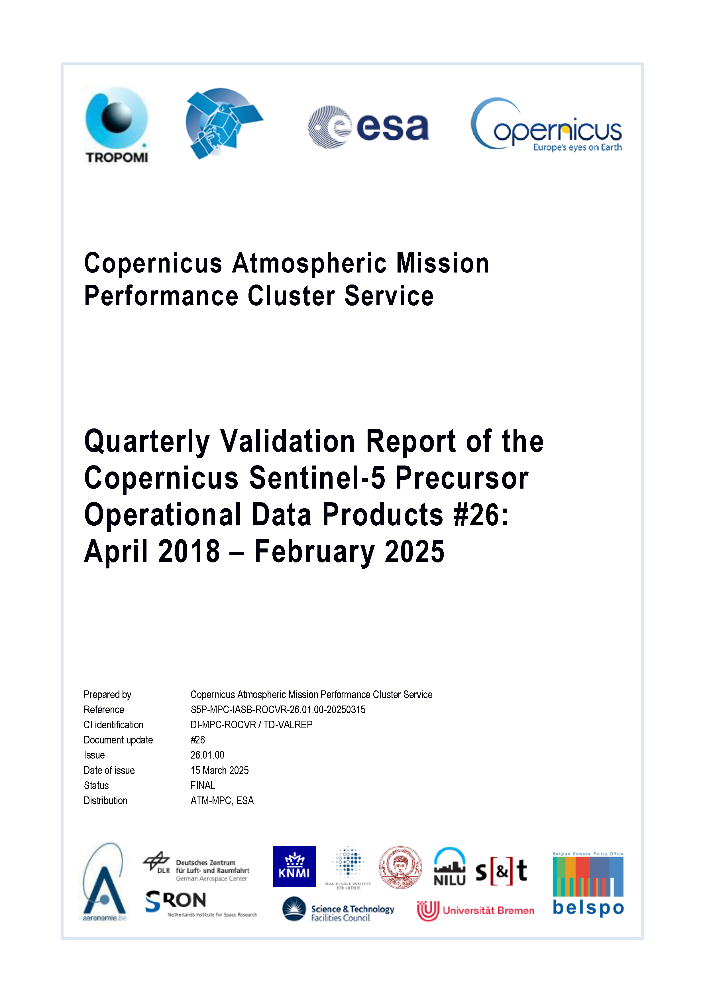 TROPOMI
esa
Copernicus
Europe's eyes on Earth
Copernicus Atmospheric Mission
Performance Cluster Service
Quarterly Validation Report of the
Copernicus Sentinel-5 Precursor
Operational Data Products #26:
April 2018 – February 2025
Prepared by Copernicus Atmospheric Mission Performance Cluster Service
Reference S5P-MPC-IASB-ROCVR-26.01.00-20250315
CI identification DI-MPC-ROCVR / TD-VALREP
Document update #26
Issue 26.01.00
Date of issue 15 March 2025
Status FINAL
Distribution ATM-MPC, ESA
aeronomie.be
DLR
Deutsches Zentrum
für Luft- und Raumfahrt
German Aerospace Center
SRON
Netherlands Institute for Space Research
KNMI
MAX-PLANCK-INSTITUT
FÜR CHEMIE
NILU
s[&]t
Science & Technology
Facilities Council
Universität Bremen
Belgian Science Policy Office
belspo